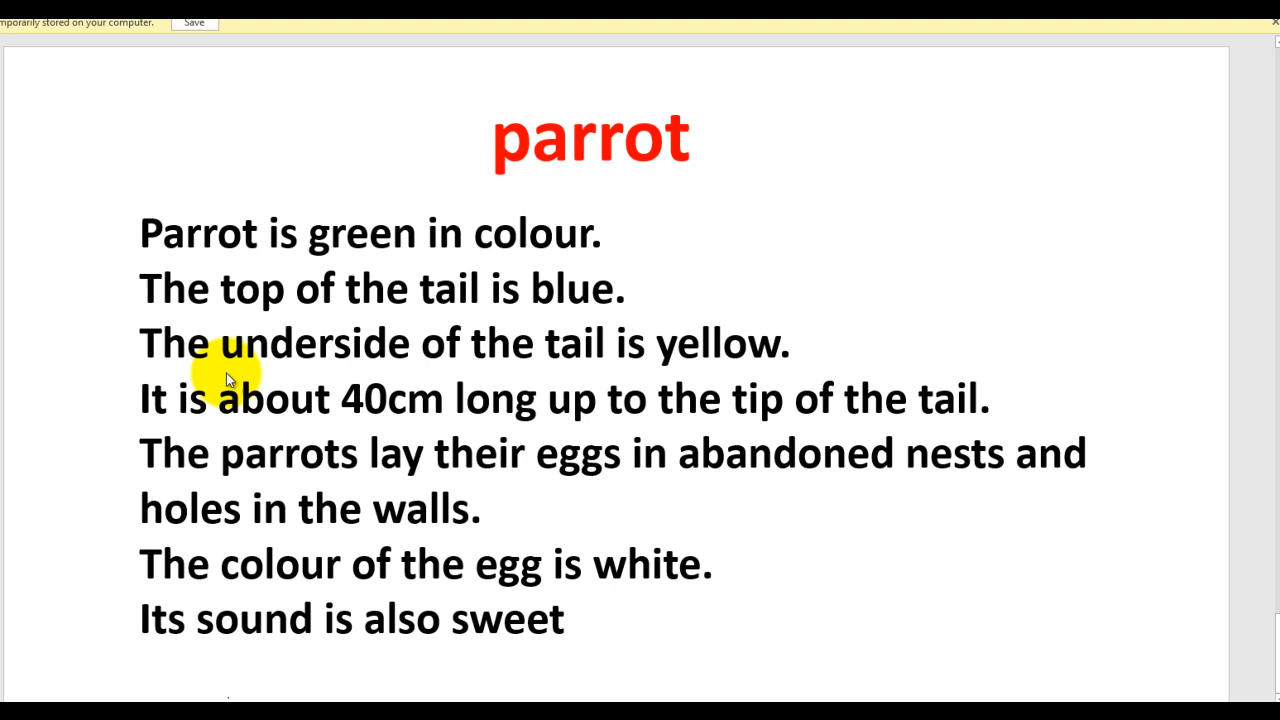 mporarily stored on your computer.    Save
parrot
Parrot is green in colour.
The top of the tail is blue.
The underside of the tail is yellow.
It is about 40cm long up to the tip of the tail.
The parrots lay their eggs in abandoned nests and
holes in the walls.
The colour of the egg is white.
Its sound is also sweet